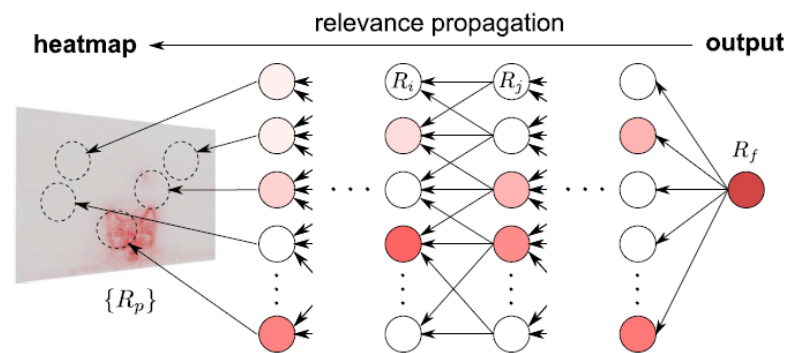 relevance propagation
heatmap
output
R_i
R_j
R_f
{R_p}